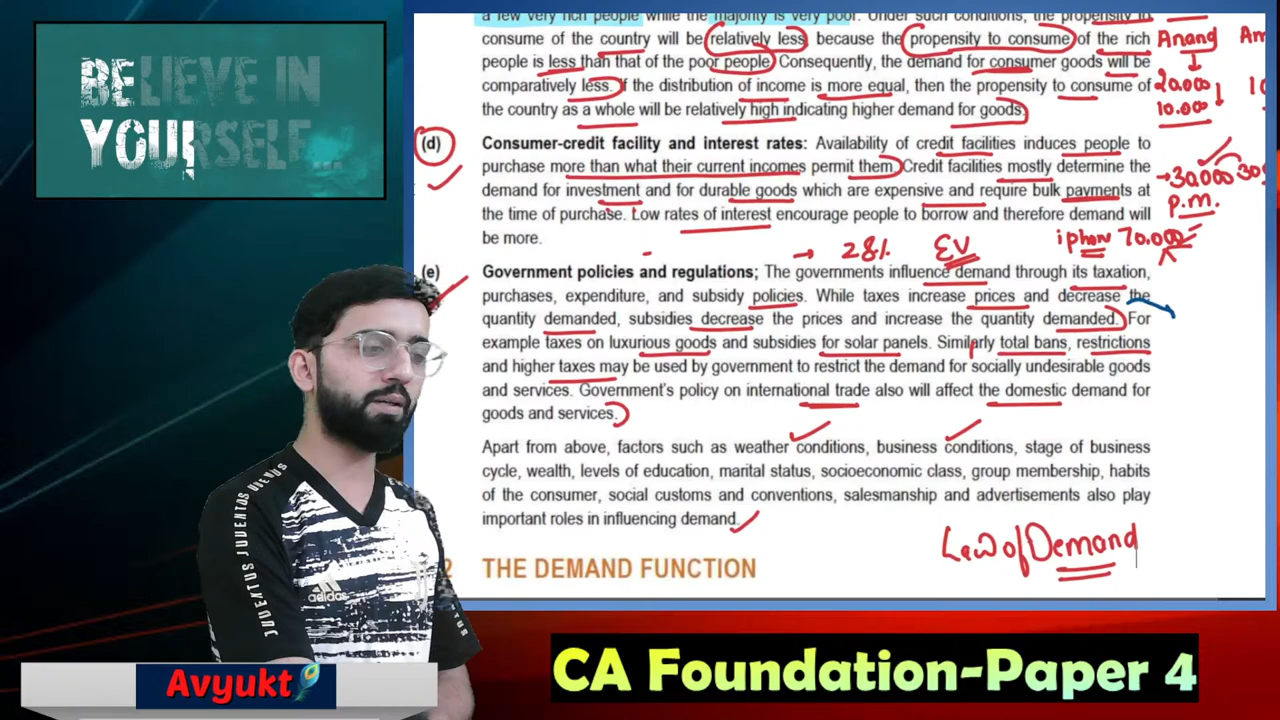 BELIEVE IN
YOURSELF...
a few very rich people while the majority is very poor. Under such conditions, the propensity to
consume of the country will be relatively less because the propensity to consume of the rich
people is less than that of the poor people. Consequently, the demand for consumer goods will be
comparatively less. If the distribution of income is more equal, then the propensity to consume of
the country as a whole will be relatively high indicating higher demand for goods.
Anand
20.000
10.000
(d) Consumer-credit facility and interest rates: Availability of credit facilities induces people to
purchase more than what their current incomes permit them. Credit facilities mostly determine the
demand for investment and for durable goods which are expensive and require bulk payments at
the time of purchase. Low rates of interest encourage people to borrow and therefore demand will
be more.
30.000
p.m.
28% EV iphone 70.000
(e) Government policies and regulations; The governments influence demand through its taxation,
purchases, expenditure, and subsidy policies. While taxes increase prices and decrease the
quantity demanded, subsidies decrease the prices and increase the quantity demanded. For
example taxes on luxurious goods and subsidies for solar panels. Similarly total bans, restrictions
and higher taxes may be used by government to restrict the demand for socially undesirable goods
and services. Government's policy on international trade also will affect the domestic demand for
goods and services.
Apart from above, factors such as weather conditions, business conditions, stage of business
cycle, wealth, levels of education, marital status, socioeconomic class, group membership, habits
of the consumer, social customs and conventions, salesmanship and advertisements also play
important roles in influencing demand.
Law of Demand
2 THE DEMAND FUNCTION
JUVENTUS JUVENTUS JUVENTUS
adidas
Avyukt
CA Foundation-Paper 4